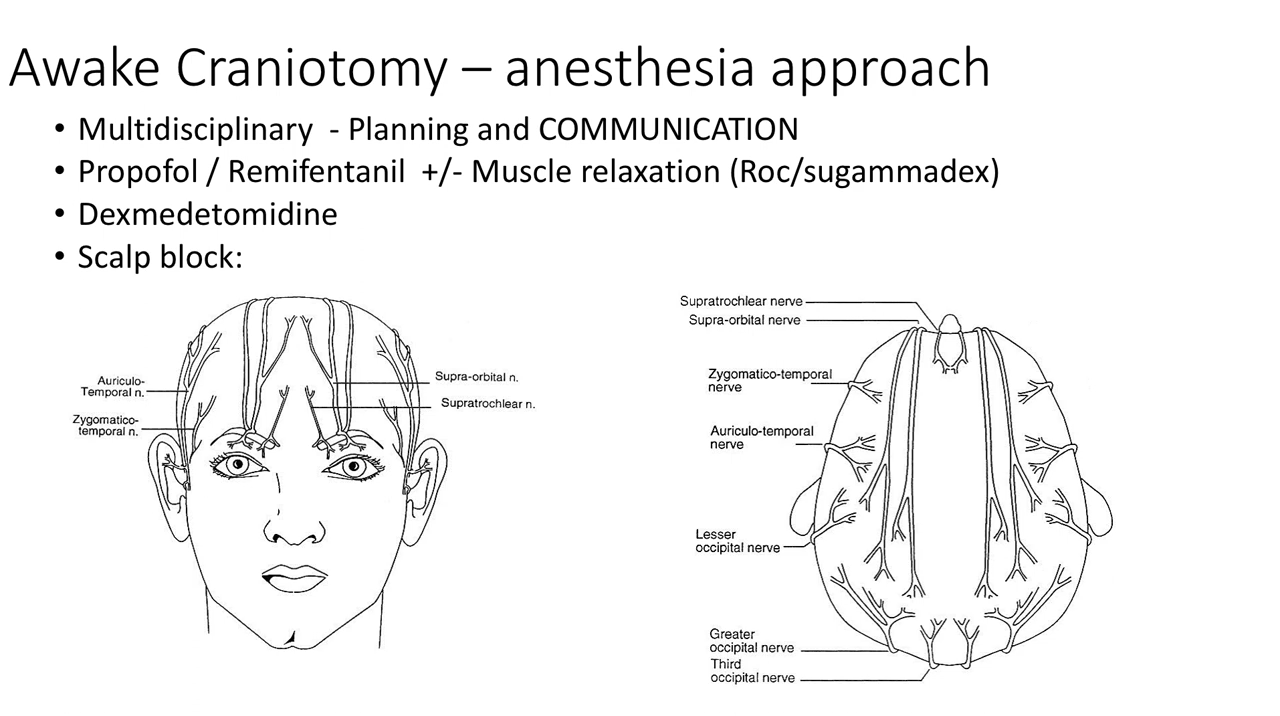 Awake Craniotomy – anesthesia approach
• Multidisciplinary  - Planning and COMMUNICATION
• Propofol / Remifentanil  +/- Muscle relaxation (Roc/sugammadex)
• Dexmedetomidine
• Scalp block:
Auriculo-
Temporal n.
Zygomatico-
temporal n.
Supra-orbital n.
Supratrochlear n.
Supratrochlear nerve
Supra-orbital nerve
Zygomatico-temporal
nerve
Auriculo-temporal
nerve
Lesser
occipital nerve
Greater
occipital nerve
Third
occipital nerve